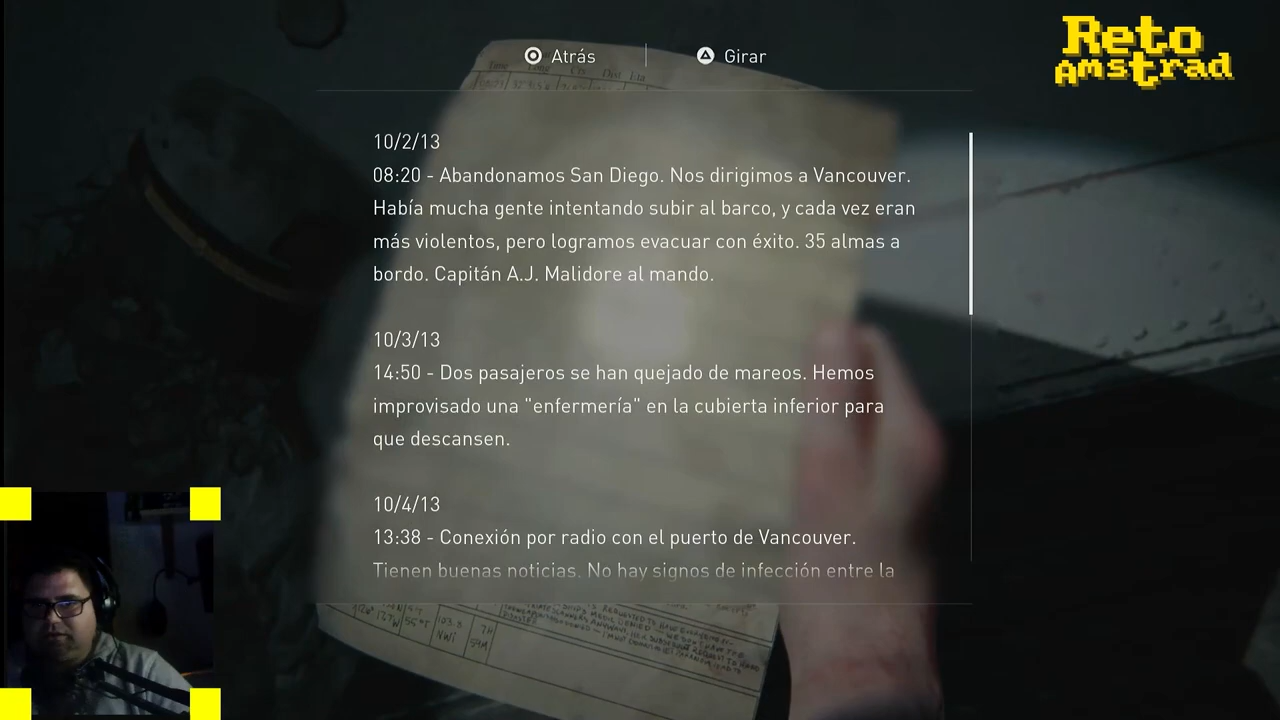 Reto
Amstrad
Atrás
Girar
10/2/13
08:20 - Abandonamos San Diego. Nos dirigimos a Vancouver.
Había mucha gente intentando subir al barco, y cada vez eran
más violentos, pero logramos evacuar con éxito. 35 almas a
bordo. Capitán A.J. Malidore al mando.
10/3/13
14:50 - Dos pasajeros se han quejado de mareos. Hemos
improvisado una "enfermería" en la cubierta inferior para
que descansen.
10/4/13
13:38 - Conexión por radio con el puerto de Vancouver.
Tienen buenas noticias. No hay signos de infección entre la